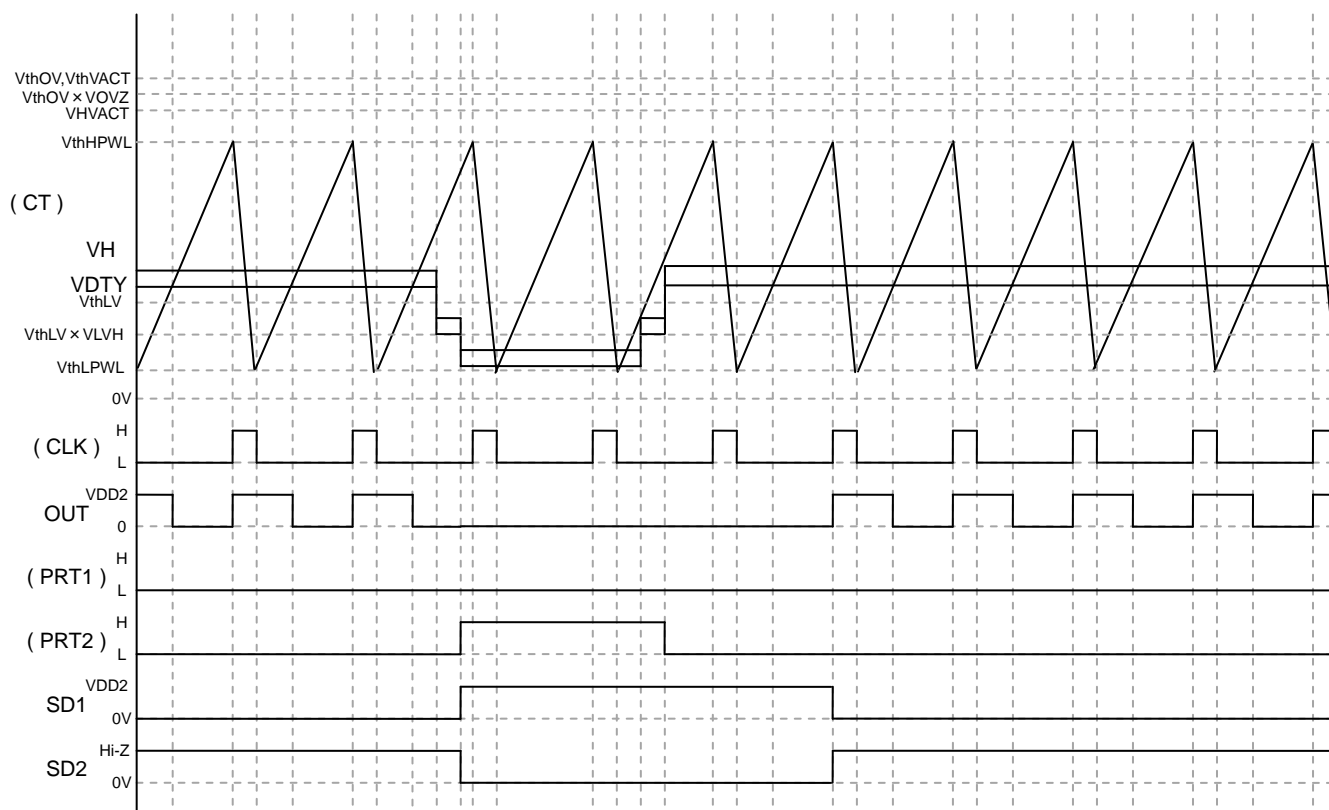 VthOV,VthVACT
VthOV×VOVZ
VHVACT
VthHPWL
( CT )
VH
VDTY
VthLV
VthLV×VLVH
VthLPWL
0V
H
( CLK )
L
VDD2
OUT
0
H
( PRT1 )
L
H
( PRT2 )
L
VDD2
SD1
0V
Hi-Z
SD2
0V